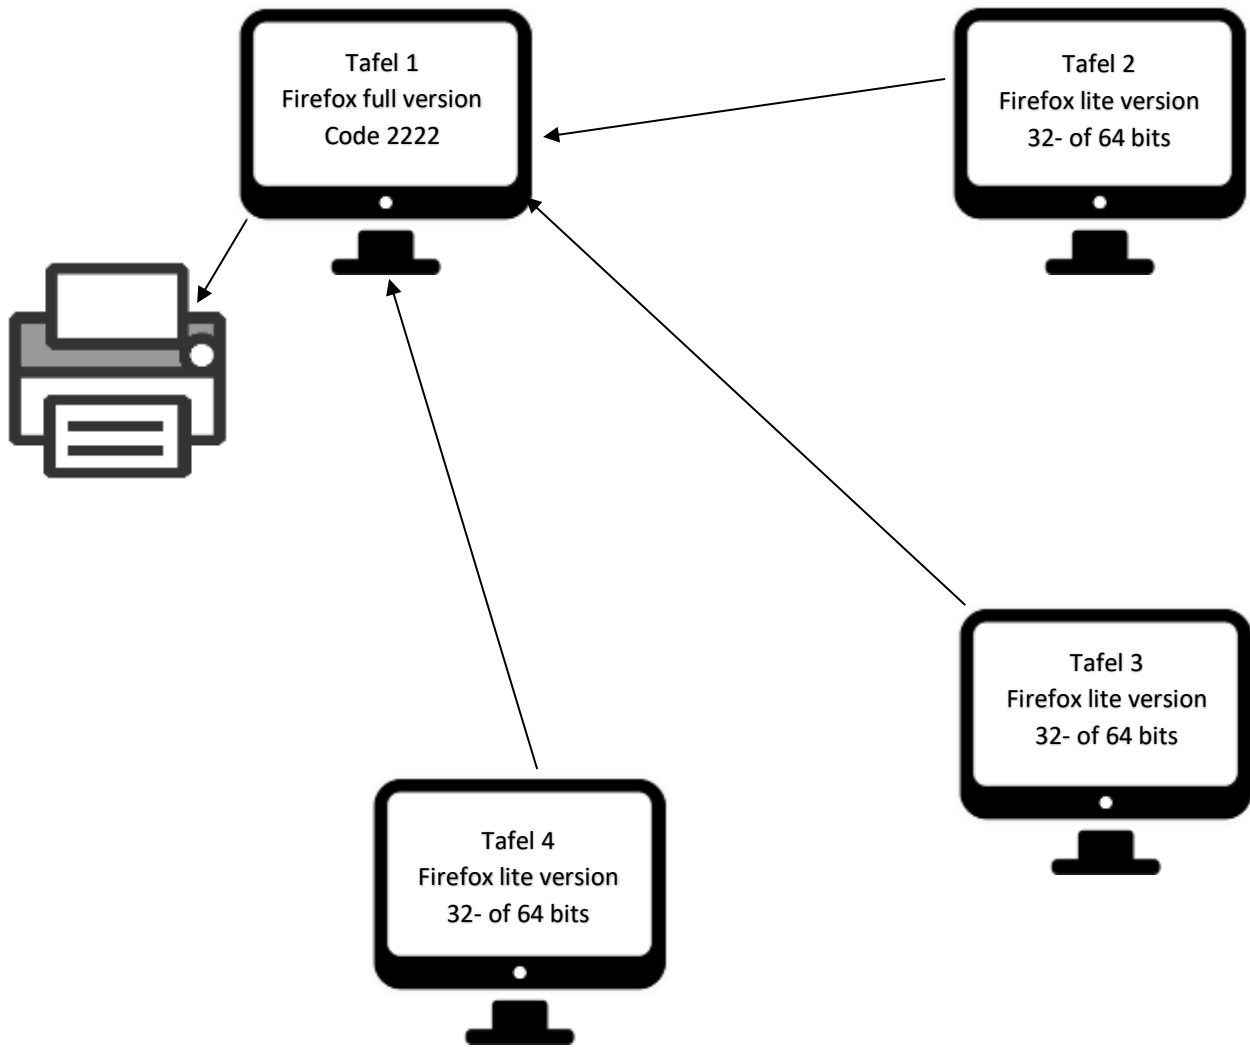 Tafel 1
Firefox full version
Code 2222
Tafel 2
Firefox lite version
32- of 64 bits
Tafel 3
Firefox lite version
32- of 64 bits
Tafel 4
Firefox lite version
32- of 64 bits